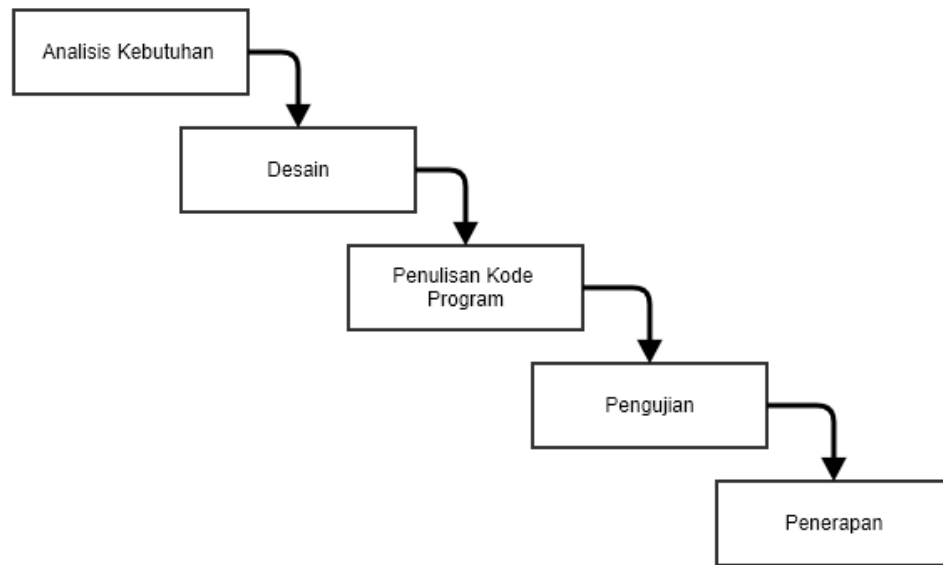 Analisis Kebutuhan
Desain
Penulisan Kode
Program
Pengujian
Penerapan